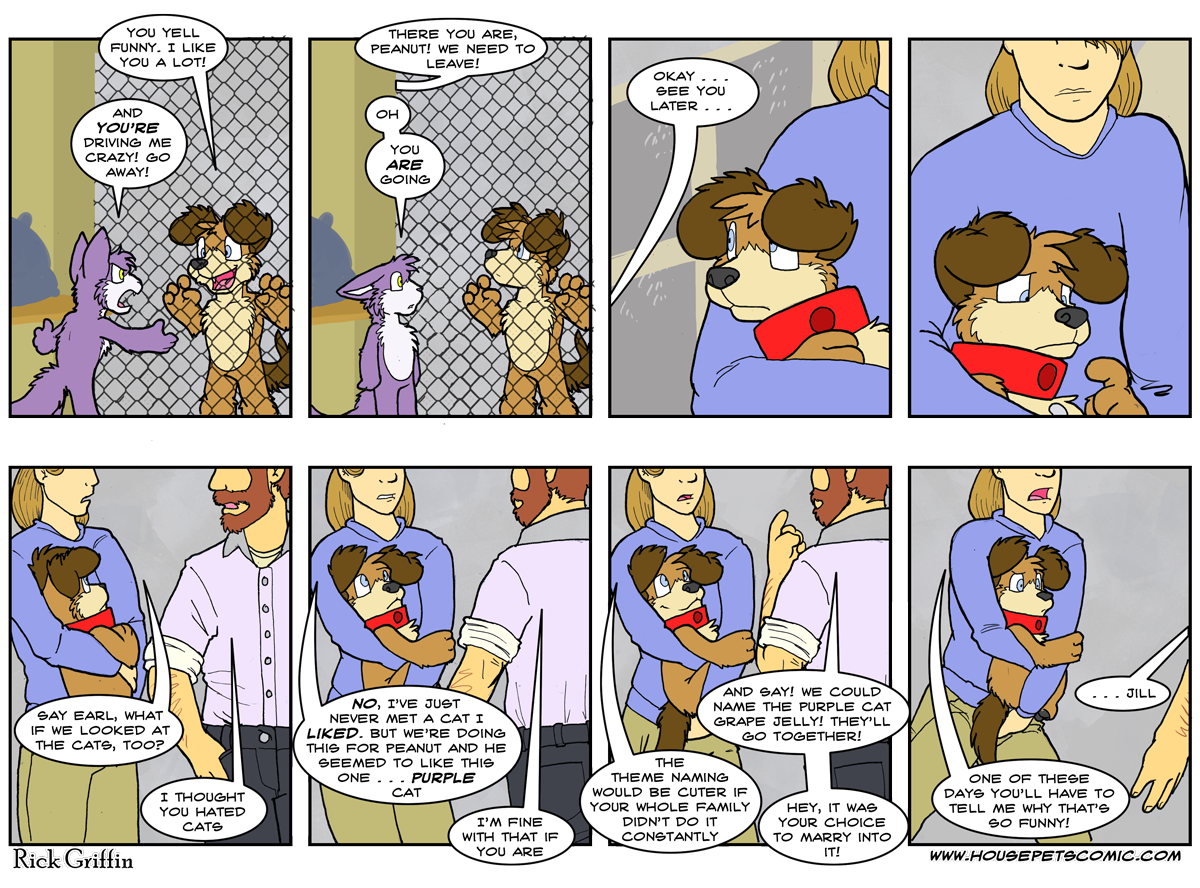 YOU YELL
FUNNY. I LIKE
YOU A LOT!
AND
YOU'RE
DRIVING ME
CRAZY! GO
AWAY!
THERE YOU ARE,
PEANUT! WE NEED TO
LEAVE!
OH
YOU
ARE
GOING
OKAY . . .
SEE YOU
LATER . . .
SAY EARL, WHAT
IF WE LOOKED AT
THE CATS, TOO?
I THOUGHT
YOU HATED
CATS
NO, I'VE JUST
NEVER MET A CAT I
LIKED. BUT WE'RE DOING
THIS FOR PEANUT AND HE
SEEMED TO LIKE THIS
ONE . . . PURPLE
CAT
I'M FINE
WITH THAT IF
YOU ARE
AND SAY! WE COULD
NAME THE PURPLE CAT
GRAPE JELLY! THEY'LL
GO TOGETHER!
THE
THEME NAMING
WOULD BE CUTER IF
YOUR WHOLE FAMILY
DIDN'T DO IT
CONSTANTLY
HEY, IT WAS
YOUR CHOICE
TO MARRY INTO
IT!
. . . JILL
ONE OF THESE
DAYS YOU'LL HAVE TO
TELL ME WHY THAT'S
SO FUNNY!
Rick Griffin
WWW.HOUSEPETSCOMIC.COM